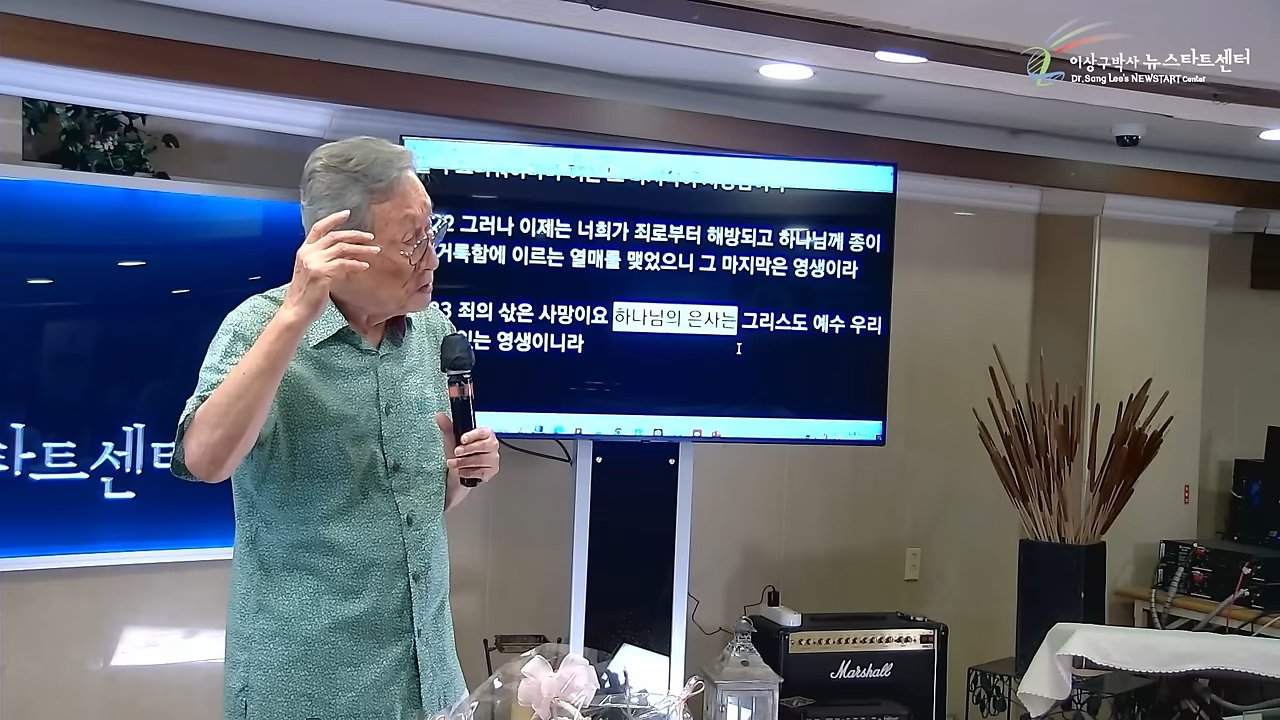 이상구박사 뉴스타트센터
Dr. Sang Lee's NEWSTART Center
22 그러나 이제는 너희가 죄로부터 해방되고 하나님께 종이
거룩함에 이르는 열매를 맺었으니 그 마지막은 영생이라
23 죄의 삯은 사망이요 하나님의 은사는 그리스도 예수 우리
있는 영생이니라
타트센터
Marshall